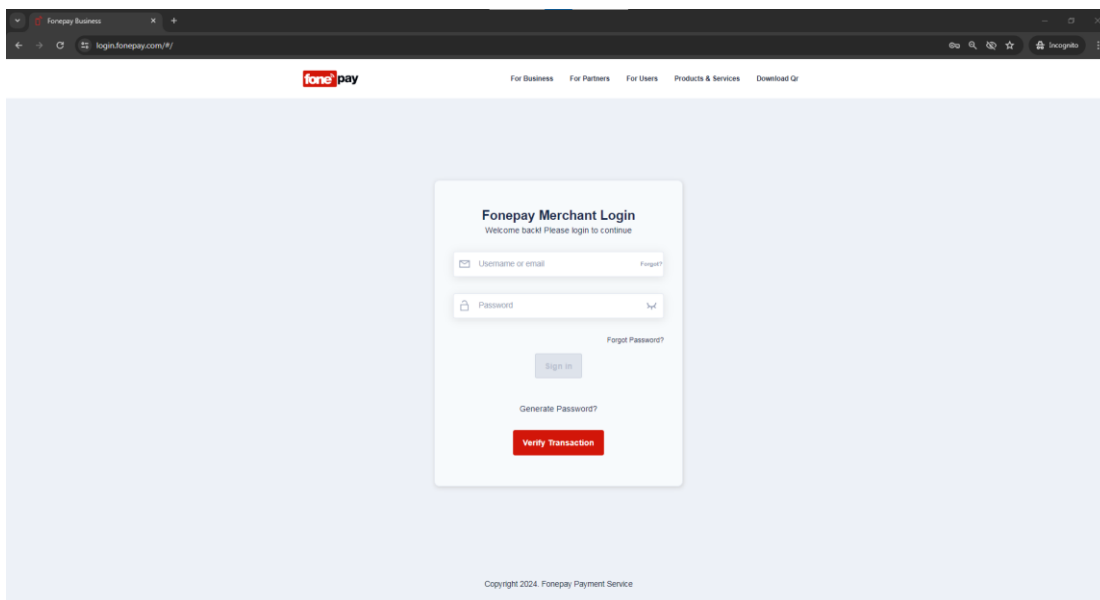 Fonepay Business
login.fonepay.com/#/
Incognito
fone pay
For Business For Partners For Users Products & Services Download Qr
Fonepay Merchant Login
Welcome back! Please login to continue
Username or email Forgot?
Password
Forgot Password?
Sign in
Generate Password?
Verify Transaction
Copyright 2024. Fonepay Payment Service